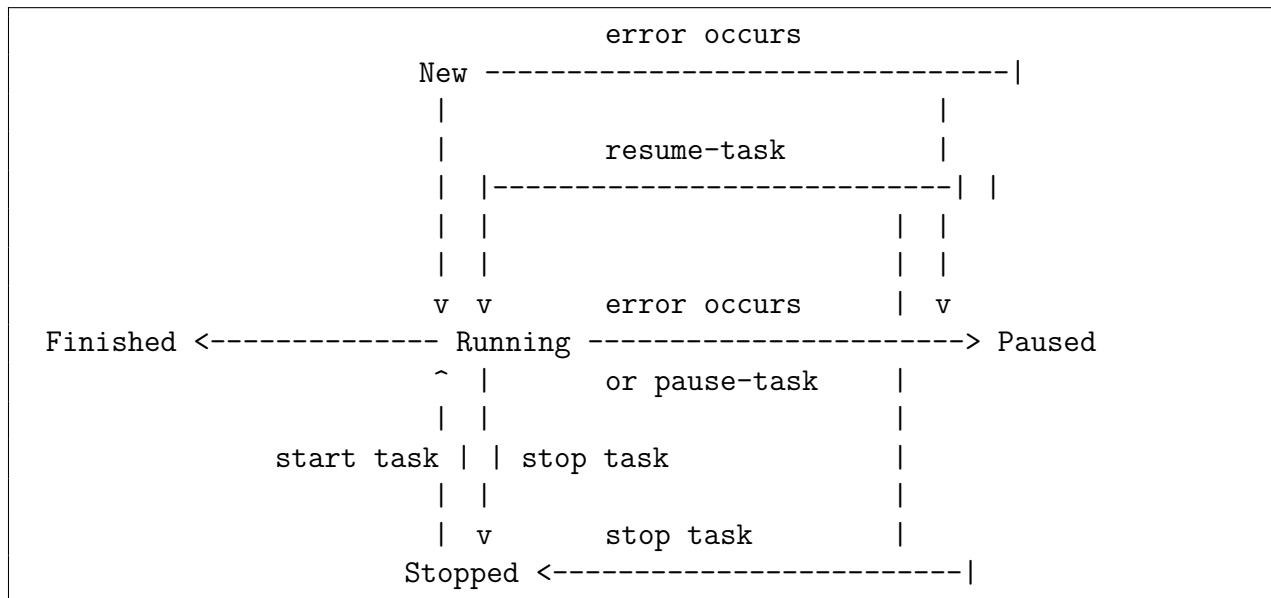 error occurs
New --------------------------------|
| |
| resume-task |
| |----------------------------| |
| | | |
| | | |
v v error occurs | v
Finished <-------------- Running -----------------------> Paused
^ | or pause-task |
| | |
start task | | stop task |
| | |
| v stop task |
Stopped <-------------------------|